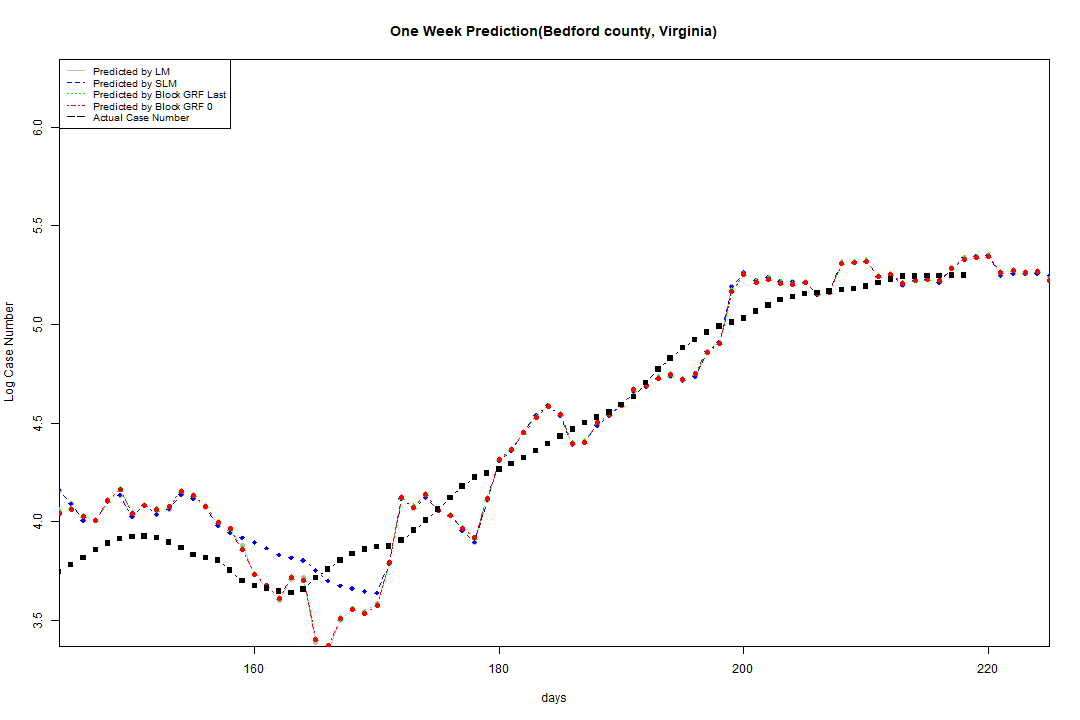 One Week Prediction(Bedford county, Virginia)
Predicted by LM
Predicted by SLM
Predicted by Block GRF Last
Predicted by Block GRF 0
Actual Case Number
6.0
5.5
5.0
4.5
4.0
3.5
Log Case Number
160 180 200 220
days